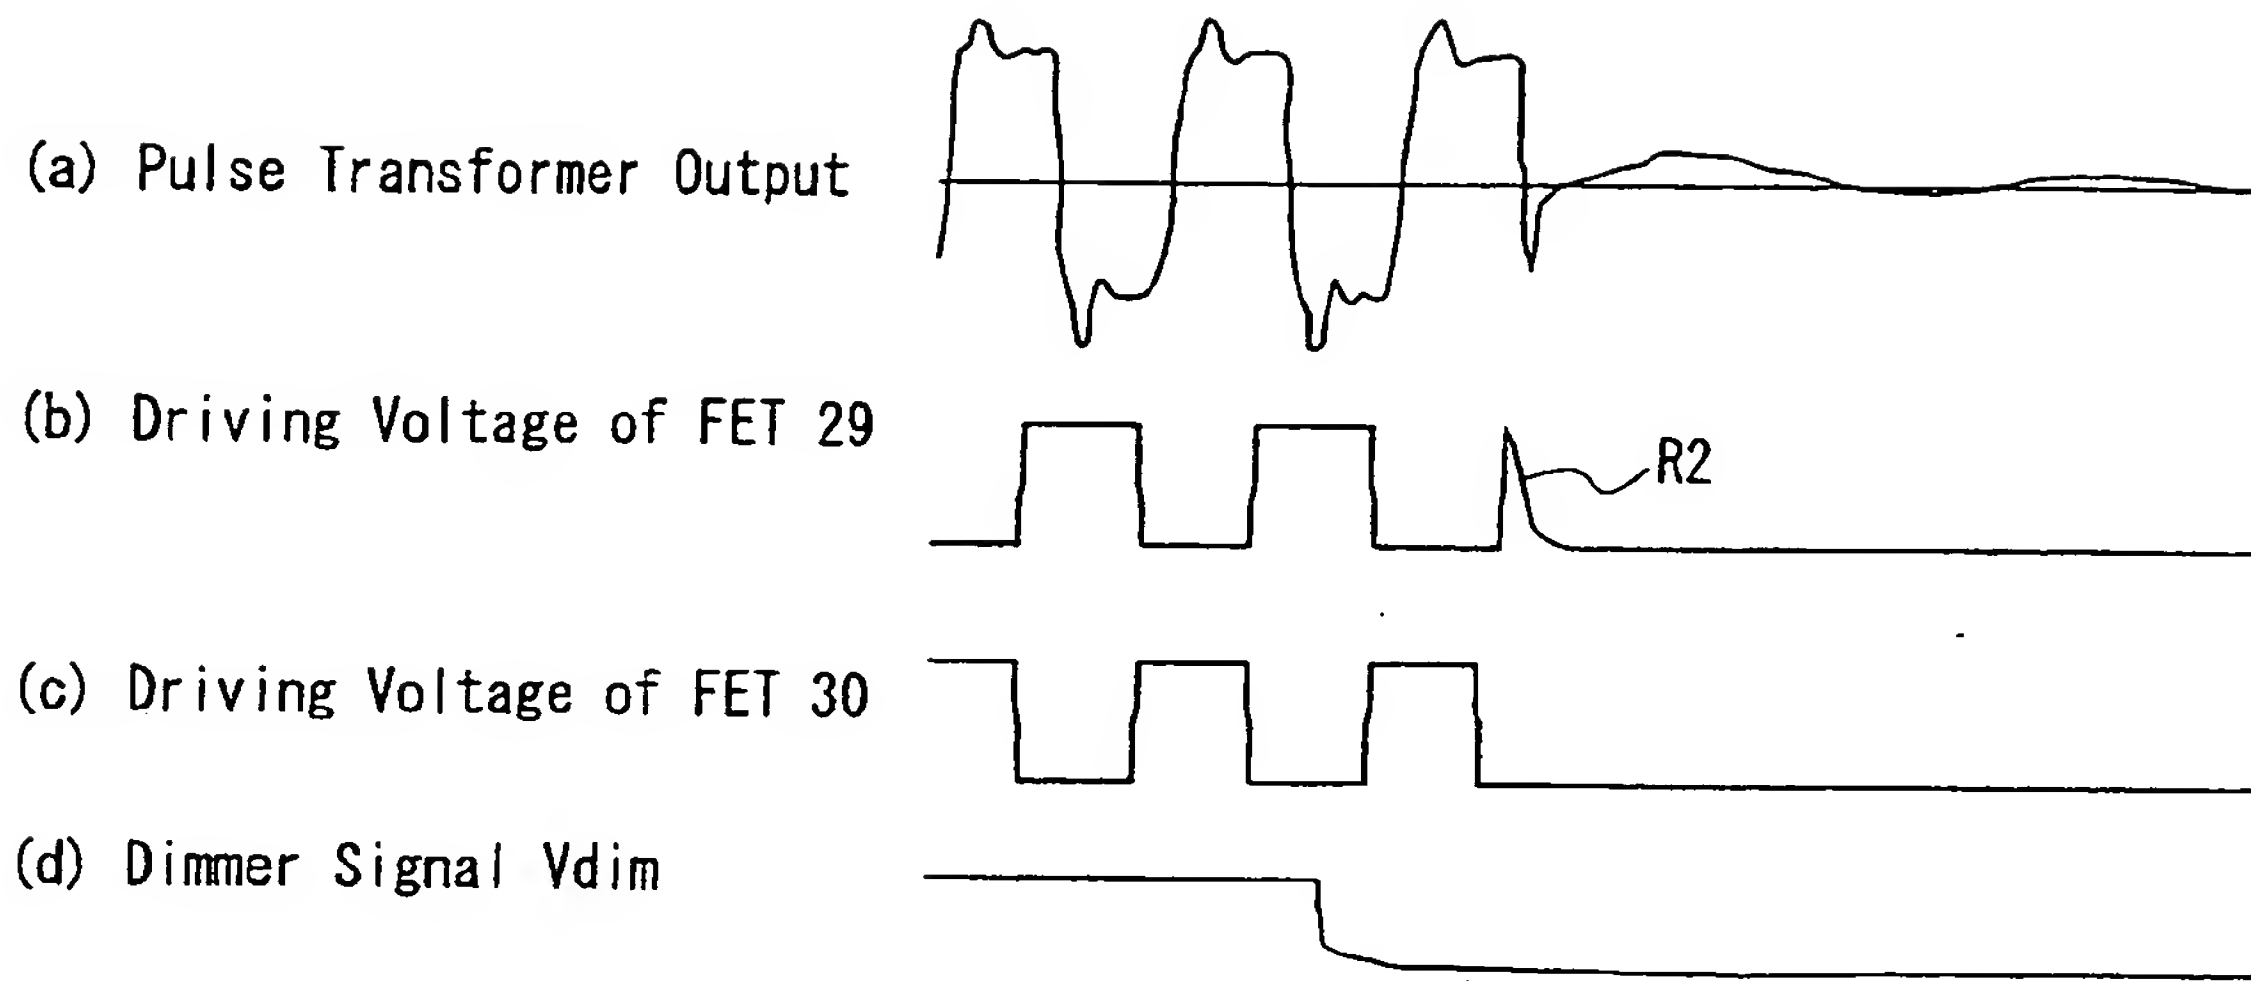 (a) Pulse Transformer Output
(b) Driving Voltage of FET 29
R2
(c) Driving Voltage of FET 30
(d) Dimmer Signal Vdim